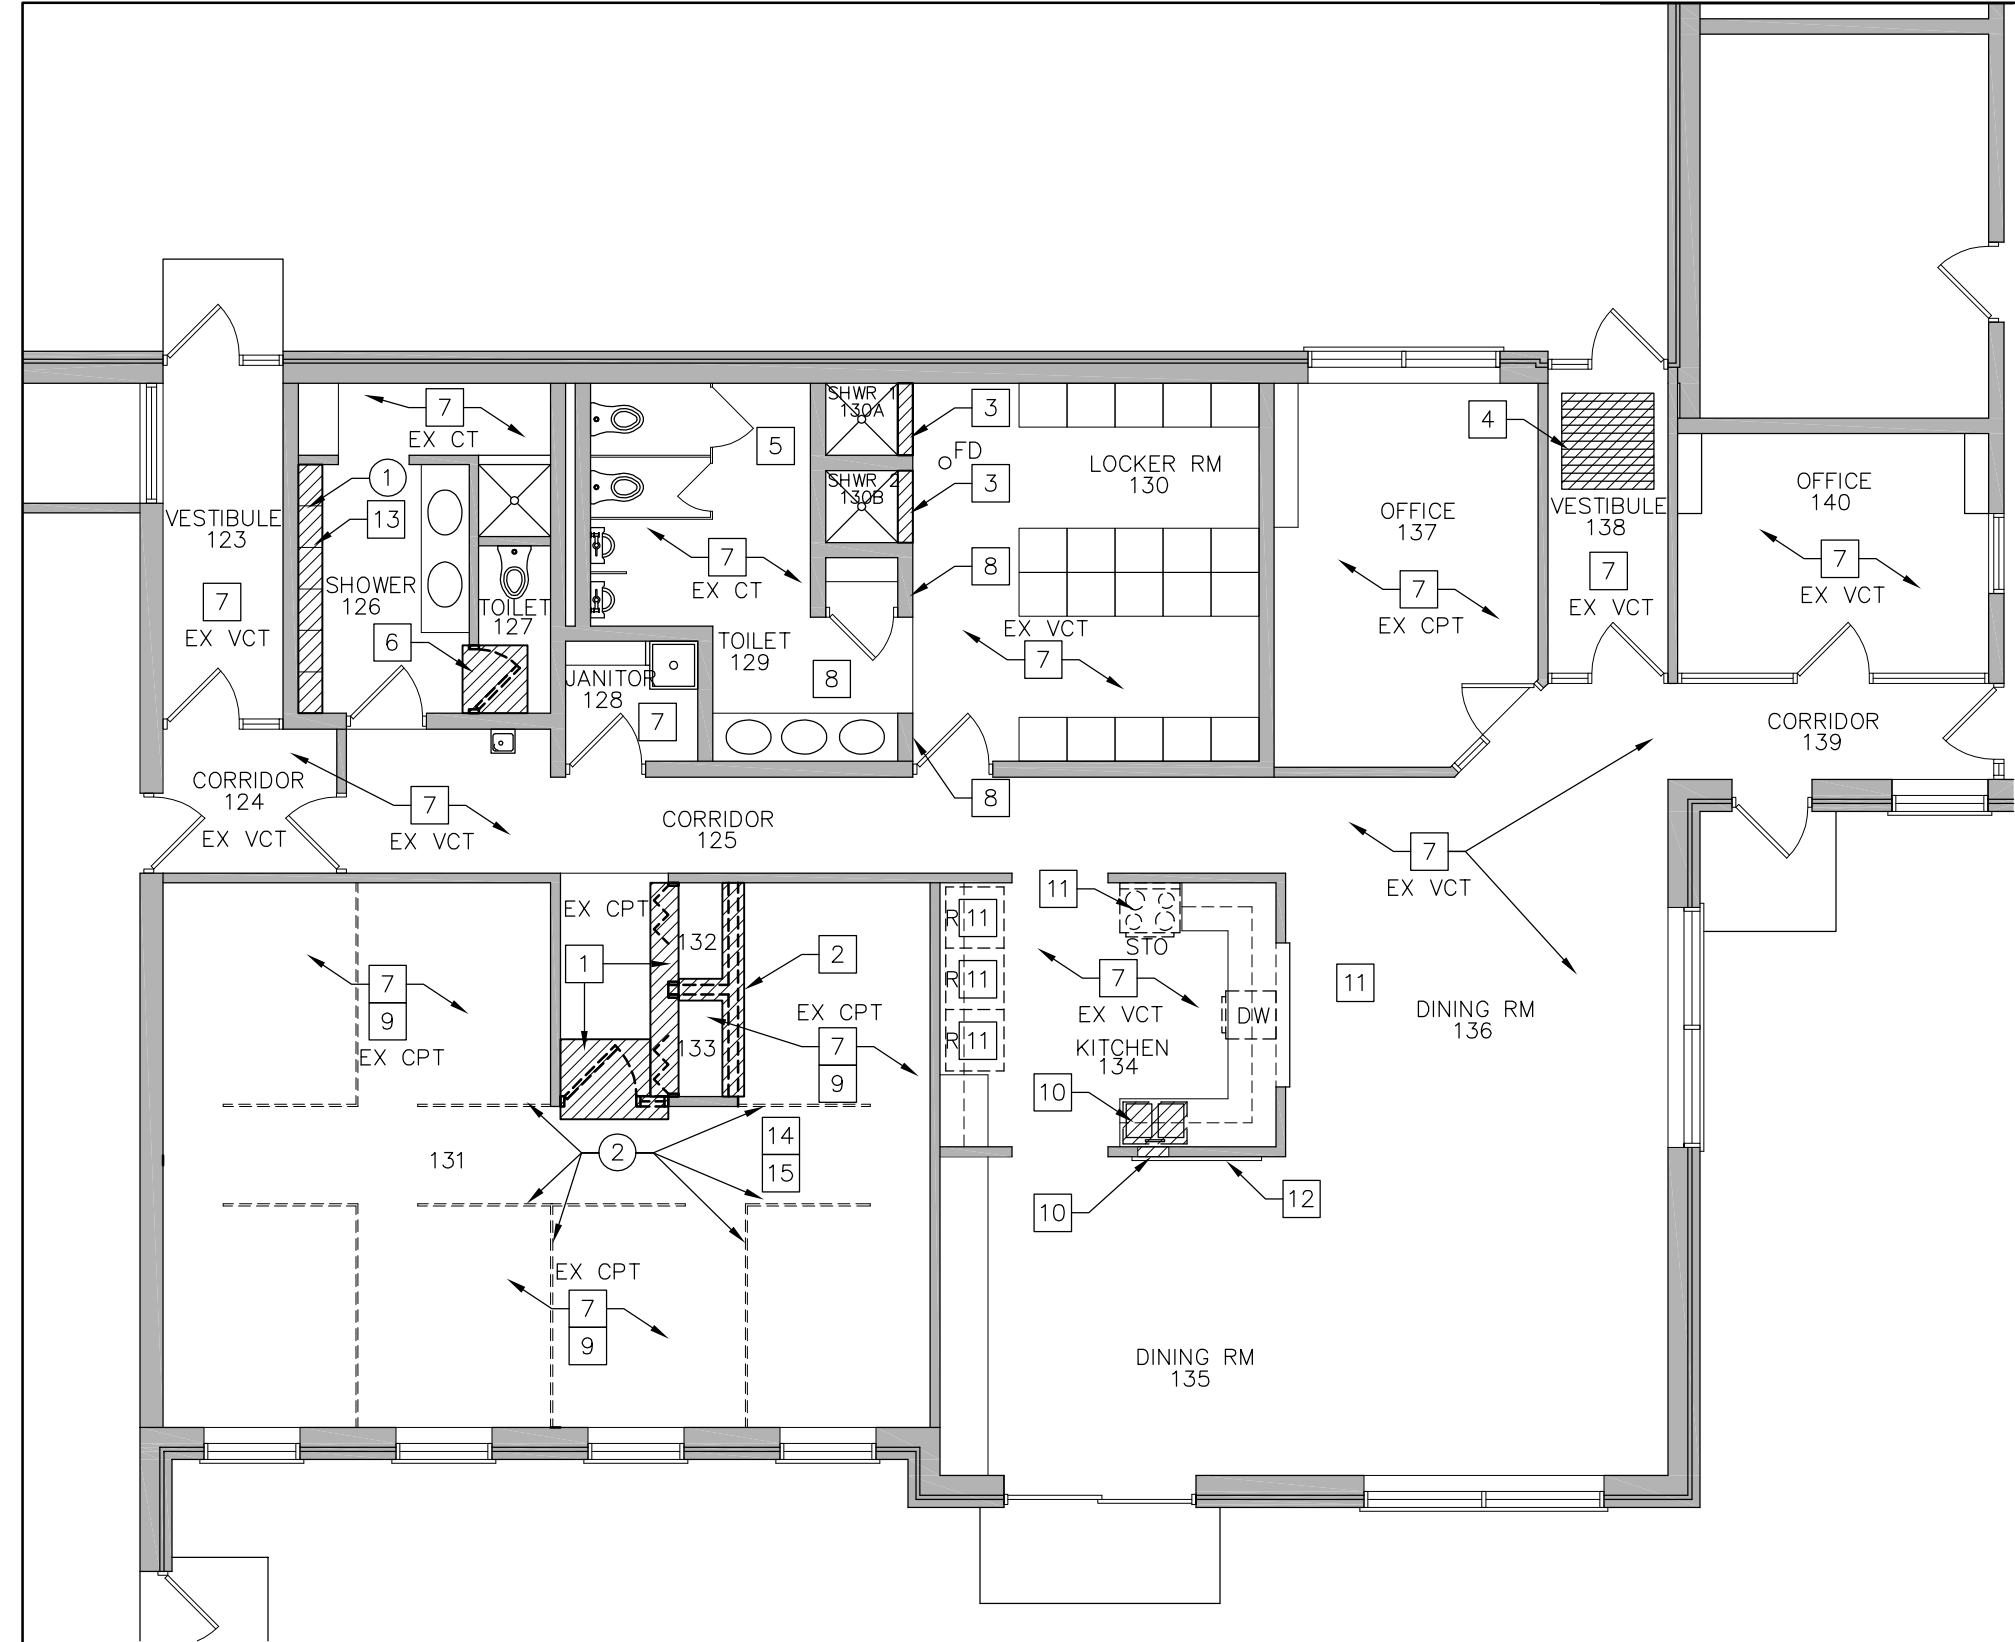 7
EX CT
1
13
VESTIBULE
123
7
EX VCT
SHOWER
126
6
TOILET
127
5
SHWR 1
130A
SHWR 2
130B
3
FD
3
7
EX CT
8
TOILET
129
8
JANITOR
128
7
LOCKER RM
130
EX VCT
7
8
OFFICE
137
7
EX CPT
4
VESTIBULE
138
7
EX VCT
OFFICE
140
7
EX VCT
CORRIDOR
139
CORRIDOR
124
EX VCT
7
EX VCT
CORRIDOR
125
7
EX VCT
EX CPT
132
1
133
2
EX CPT
7
9
7
9
EX CPT
131
2
14
15
EX CPT
7
9
R 11
R 11
R 11
11
STO
7
EX VCT
KITCHEN
134
DW
11
10
10
12
DINING RM
136
DINING RM
135